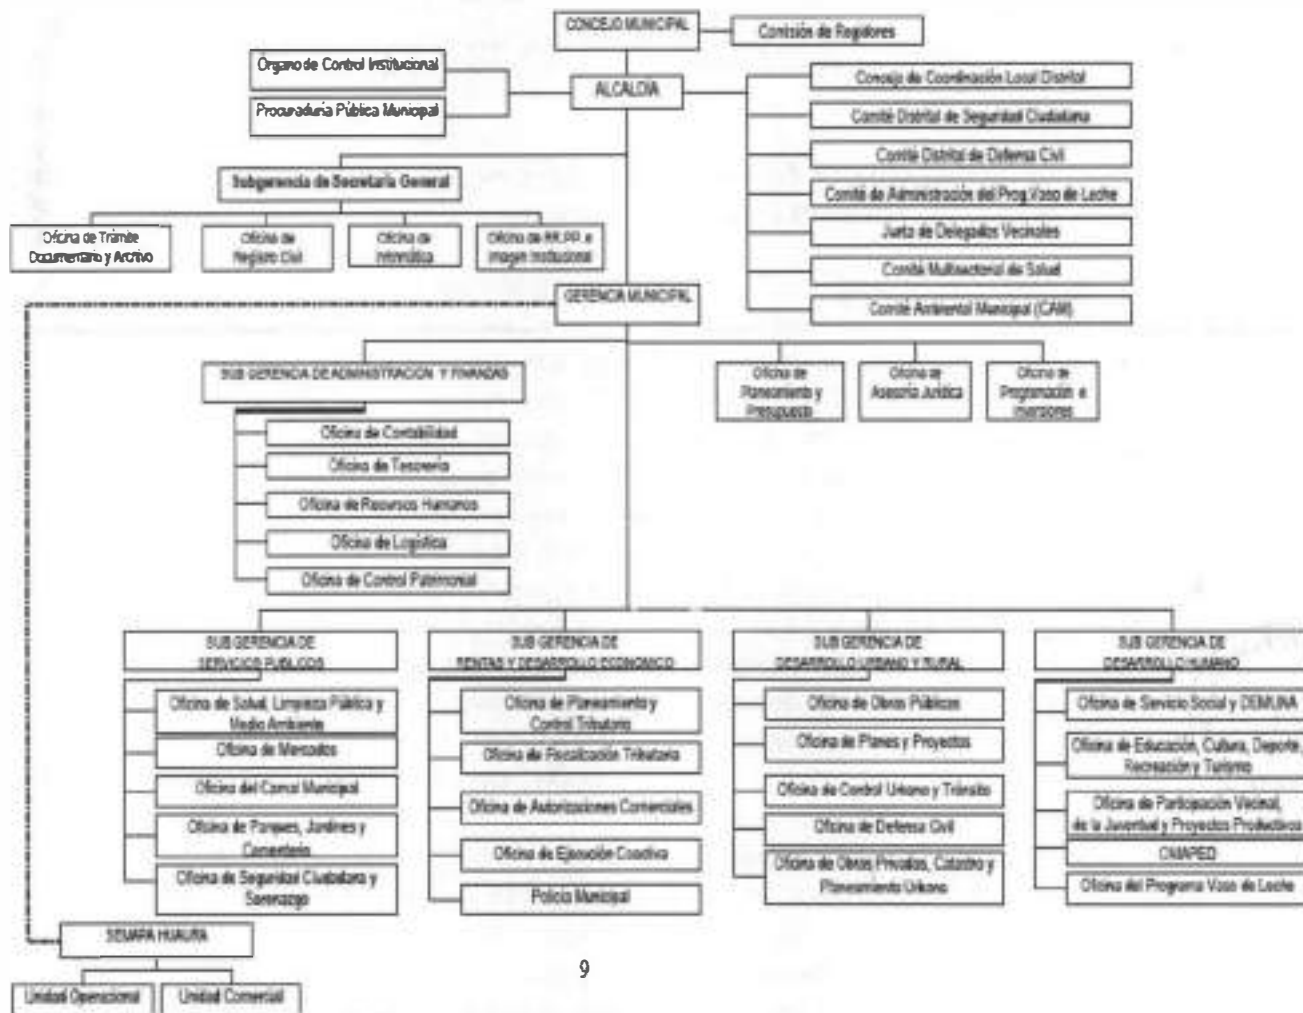 CONCEJO MUNICIPAL
Comisión de Regidores
Órgano de Control Institucional
Procuraduría Pública Municipal
ALCALDÍA
Concejo de Coordinación Local Distrital
Comité Distrital de Seguridad Ciudadana
Comité Distrital de Defensa Civil
Comité de Administración del Prog.Vaso de Leche
Junta de Delegados Vecinales
Comité Multisectorial de Salud
Comité Ambiental Municipal (CAM)
Subgerencia de Secretaría General
Oficina de Trámite
Documentario y Archivo
Oficina de
Registro Civil
Oficina de
Informática
Oficina de RR.PP. e
Imagen Institucional
GERENCIA MUNICIPAL
SUB GERENCIA DE ADMINISTRACION Y FINANZAS
Oficina de Contabilidad
Oficina de Tesorería
Oficina de Recursos Humanos
Oficina de Logística
Oficina de Control Patrimonial
Oficina de
Planeamiento y
Presupuesto
Oficina de
Asesoría Jurídica
Oficina de
Programación e
Inversiones
SUB GERENCIA DE
SERVICIOS PUBLICOS
Oficina de Salud, Limpieza Pública y
Medio Ambiente
Oficina de Mercados
Oficina del Camal Municipal
Oficina de Parques, Jardines y
Cementerio
Oficina de Seguridad Ciudadana y
Serenazgo
SUB GERENCIA DE
RENTAS Y DESARROLLO ECONOMICO
Oficina de Planeamiento y
Control Tributario
Oficina de Fiscalización Tributaria
Oficina de Autorizaciones Comerciales
Oficina de Ejecución Coactiva
Policía Municipal
SUB GERENCIA DE
DESARROLLO URBANO Y RURAL
Oficina de Obras Públicas
Oficina de Planes y Proyectos
Oficina de Control Urbano y Tránsito
Oficina de Defensa Civil
Oficina de Obras Privadas, Catastro y
Planeamiento Urbano
SUB GERENCIA DE
DESARROLLO HUMANO
Oficina de Servicio Social y DEMUNA
Oficina de Educación, Cultura, Deporte,
Recreación y Turismo
Oficina de Participación Vecinal,
de la Juventud y Proyectos Productivos
OMAPED
Oficina del Programa Vaso de Leche
SEMAPA HUAURA
Unidad Operacional
Unidad Comercial
9